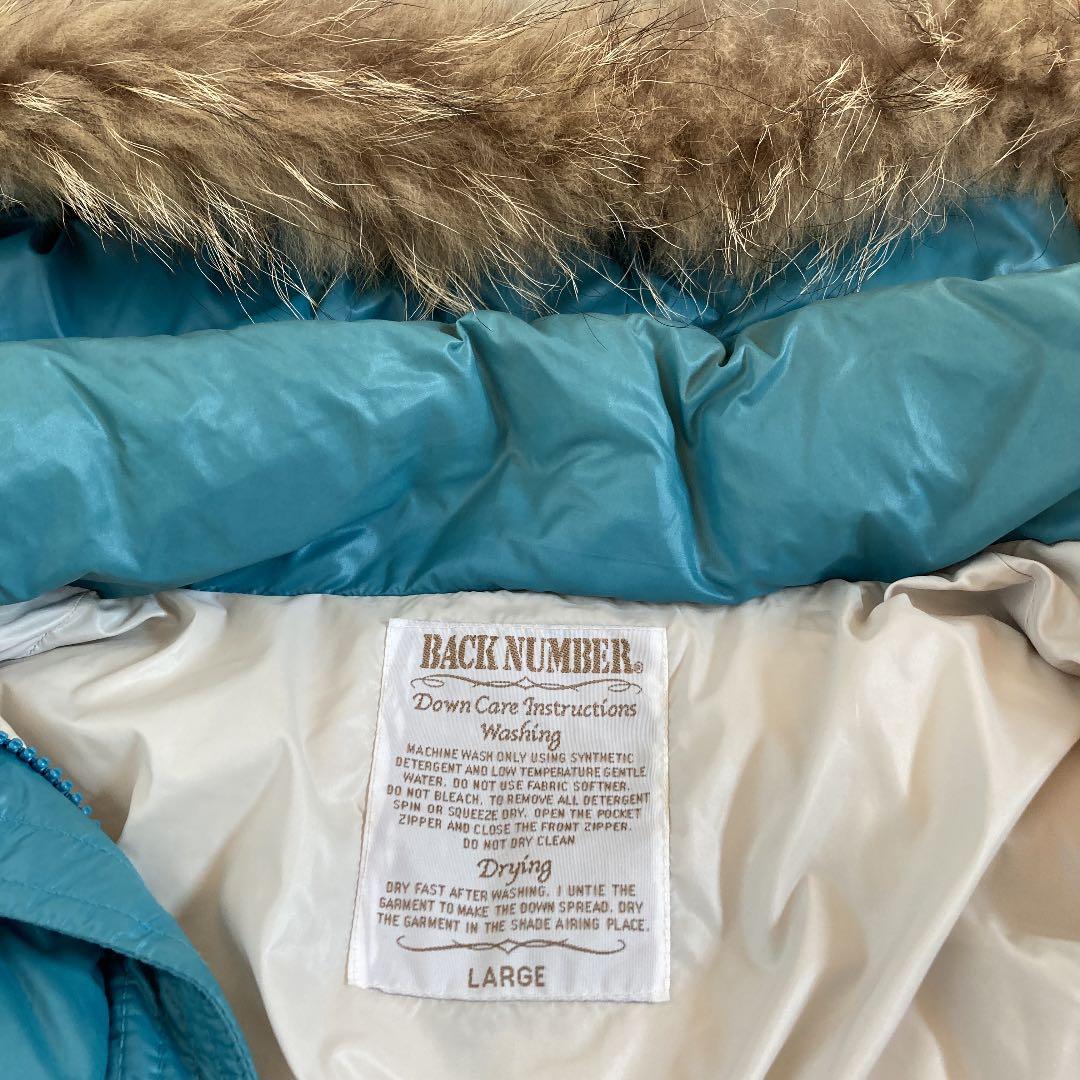 BACK NUMBER®
Down Care Instructions
Washing
MACHINE WASH ONLY USING SYNTHETIC
DETERGENT AND LOW TEMPERATURE GENTLE
WATER. DO NOT USE FABRIC SOFTNER.
DO NOT BLEACH. TO REMOVE ALL DETERGENT
SPIN OR SQUEEZE DRY. OPEN THE POCKET
ZIPPER AND CLOSE THE FRONT ZIPPER.
DO NOT DRY CLEAN
Drying
DRY FAST AFTER WASHING. I UNTIE THE
GARMENT TO MAKE THE DOWN SPREAD. DRY
THE GARMENT IN THE SHADE AIRING PLACE.
LARGE